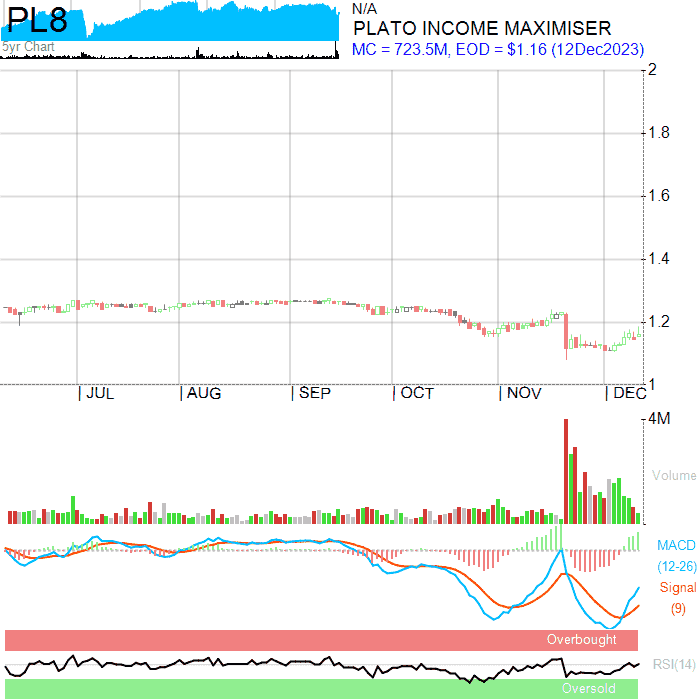 PL8
5yr Chart
N/A
PLATO INCOME MAXIMISER
MC = 723.5M, EOD = $1.16 (12Dec2023)
2
1.8
1.6
1.4
1.2
1
JUL AUG SEP OCT NOV DEC
4M
Volume
MACD
(12-26)
Signal
(9)
Overbought
RSI(14)
Oversold